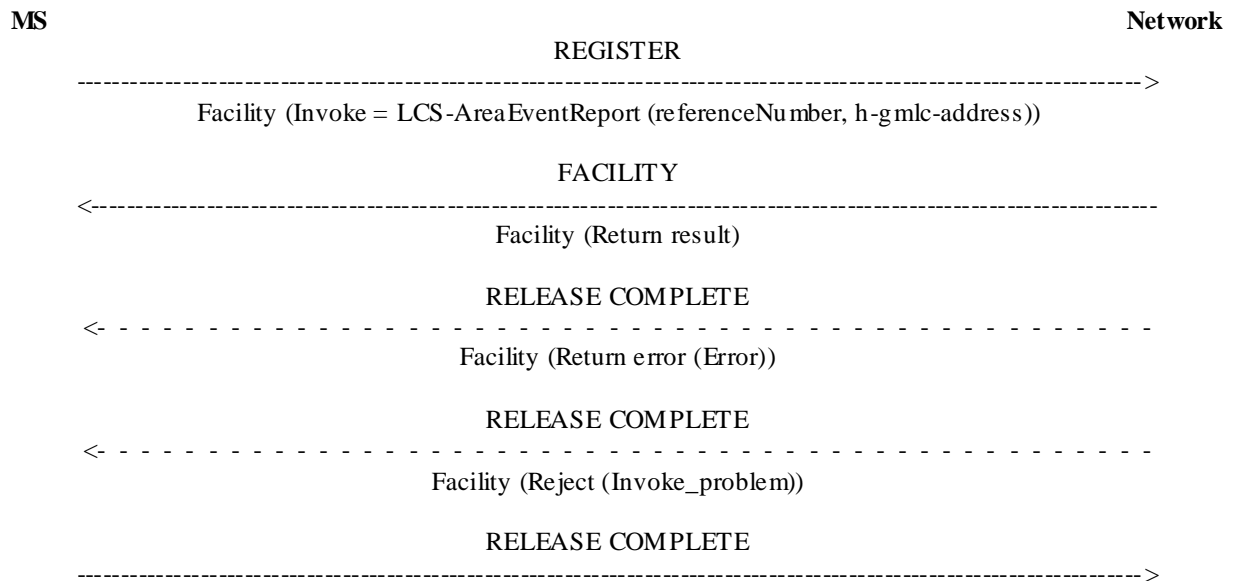 MS Network
REGISTER
------------------------------------------------------------------------------------------------------------------------>
Facility (Invoke = LCS-AreaEventReport (referenceNumber, h-gmlc-address))
FACILITY
<------------------------------------------------------------------------------------------------------------------------
Facility (Return result)
RELEASE COMPLETE
<- - - - - - - - - - - - - - - - - - - - - - - - - - - - - - - - - - - - - - - - - - - - - - - - - - - - - - - - - -
Facility (Return error (Error))
RELEASE COMPLETE
<- - - - - - - - - - - - - - - - - - - - - - - - - - - - - - - - - - - - - - - - - - - - - - - - - - - - - - - - - -
Facility (Reject (Invoke_problem))
RELEASE COMPLETE
------------------------------------------------------------------------------------------------------------------------>